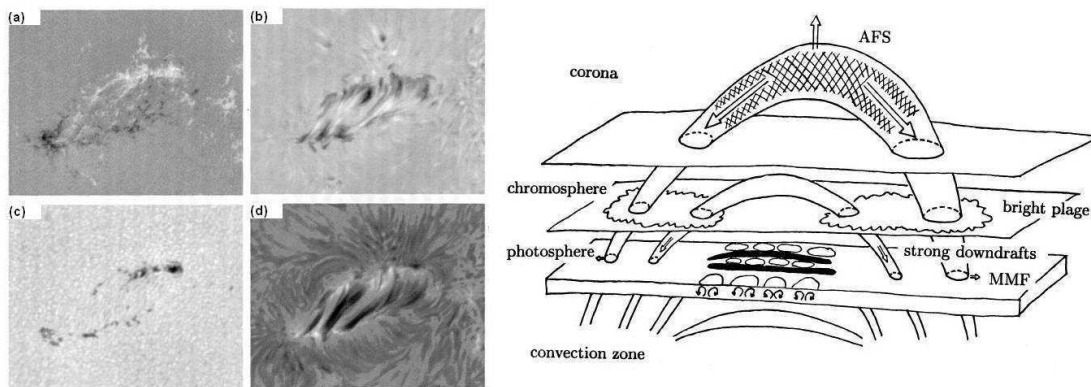 (a)
(b)
(c)
(d)
AFS
corona
chromosphere
bright plage
photosphere
strong downdrafts
MMF
convection zone